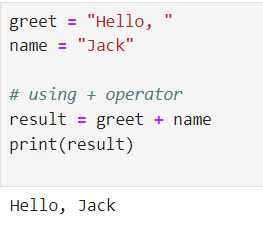 greet = "Hello, "
name = "Jack"
# using + operator
result = greet + name
print(result)
Hello, Jack